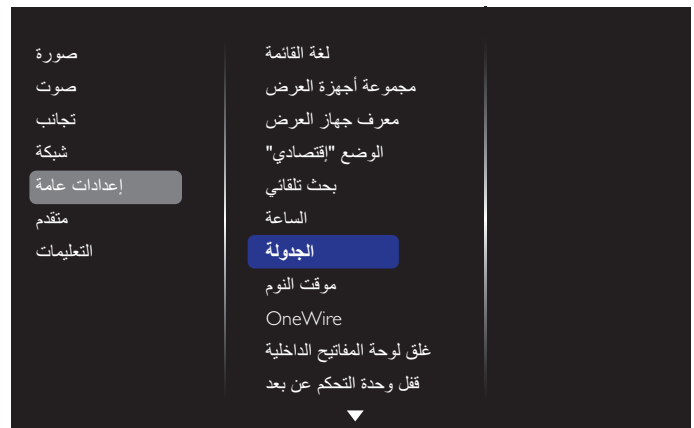 صورة
صوت
تجانب
شبكة
إعدادات عامة
متقدم
التعليمات
لغة القائمة
مجموعة أجهزة العرض
معرف جهاز العرض
الوضع "إقتصادي"
بحث تلقائي
الساعة
الجدولة
موقت النوم
OneWire
غلق لوحة المفاتيح الداخلية
قفل وحدة التحكم عن بعد